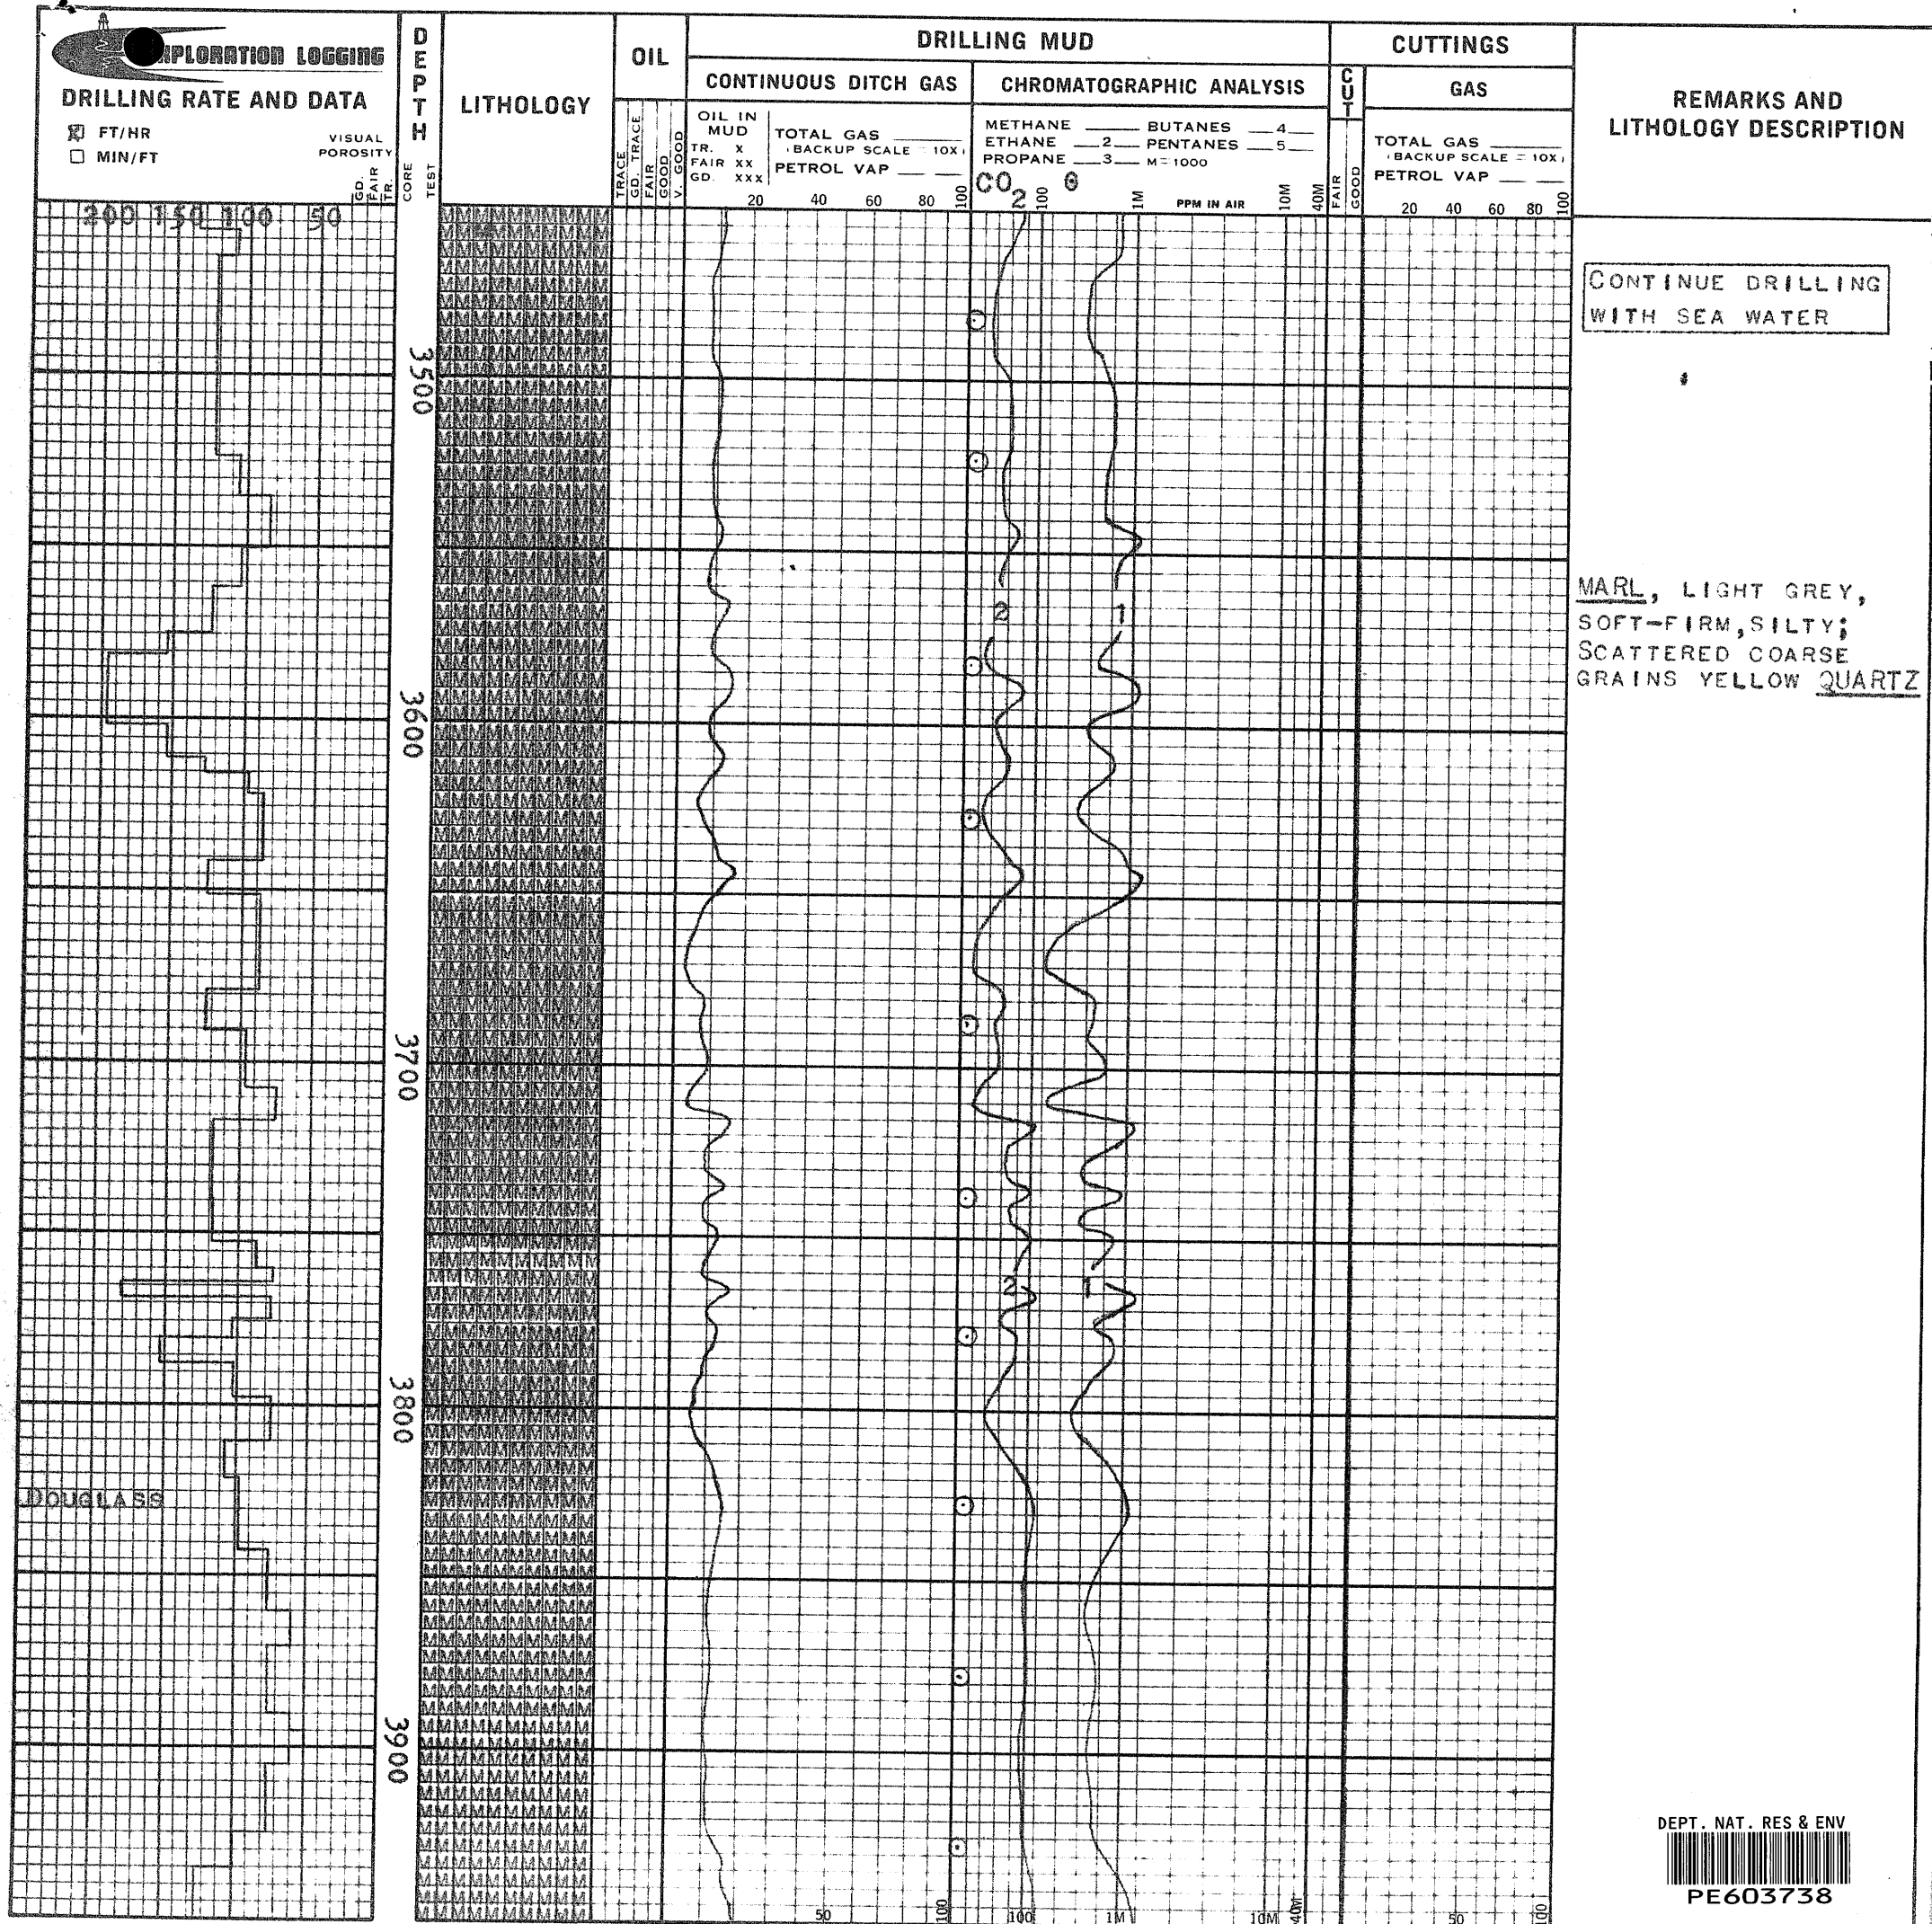 EXPLORATION LOGGING
DRILLING RATE AND DATA
FT/HR
MIN/FT
VISUAL
POROSITY
GD.
FAIR
TR.
200 150 100 50
DEPTH
CORE
TEST
LITHOLOGY
OIL
TRACE
GD. TRACE
FAIR
GOOD
V. GOOD
DRILLING MUD
CONTINUOUS DITCH GAS
OIL IN
MUD
TR. X
FAIR XX
GD. XXX
TOTAL GAS
(BACKUP SCALE = 10X)
PETROL VAP
20 40 60 80 100
CHROMATOGRAPHIC ANALYSIS
METHANE BUTANES 4
ETHANE 2 PENTANES 5
PROPANE 3 M=1000
CO2
100 1M PPM IN AIR 10M 40M
CUTTINGS
CUT
FAIR
GOOD
GAS
TOTAL GAS
(BACKUP SCALE = 10X)
PETROL VAP
20 40 60 80 100
REMARKS AND
LITHOLOGY DESCRIPTION
CONTINUE DRILLING
WITH SEA WATER
3500
MARL, LIGHT GREY,
SOFT-FIRM, SILTY;
SCATTERED COARSE
GRAINS YELLOW QUARTZ
2 1
3600
3700
2 1
3800
DOUGLASS
3900
DEPT. NAT. RES & ENV
PE603738
50 100 100 1M 10M 40M 50 100